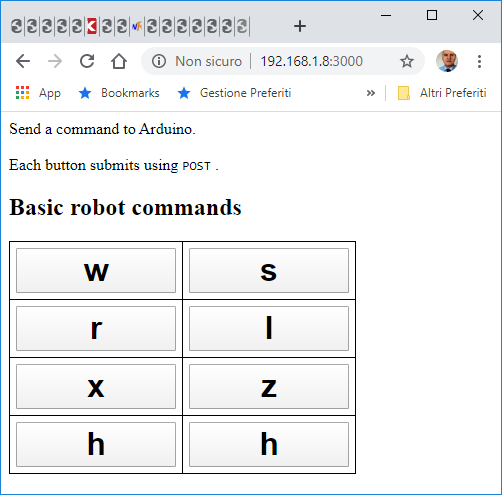 Non sicuro | 192.168.1.8:3000
App Bookmarks Gestione Preferiti » Altri Preferiti
Send a command to Arduino.
Each button submits using POST .
Basic robot commands
w s
r l
x z
h h